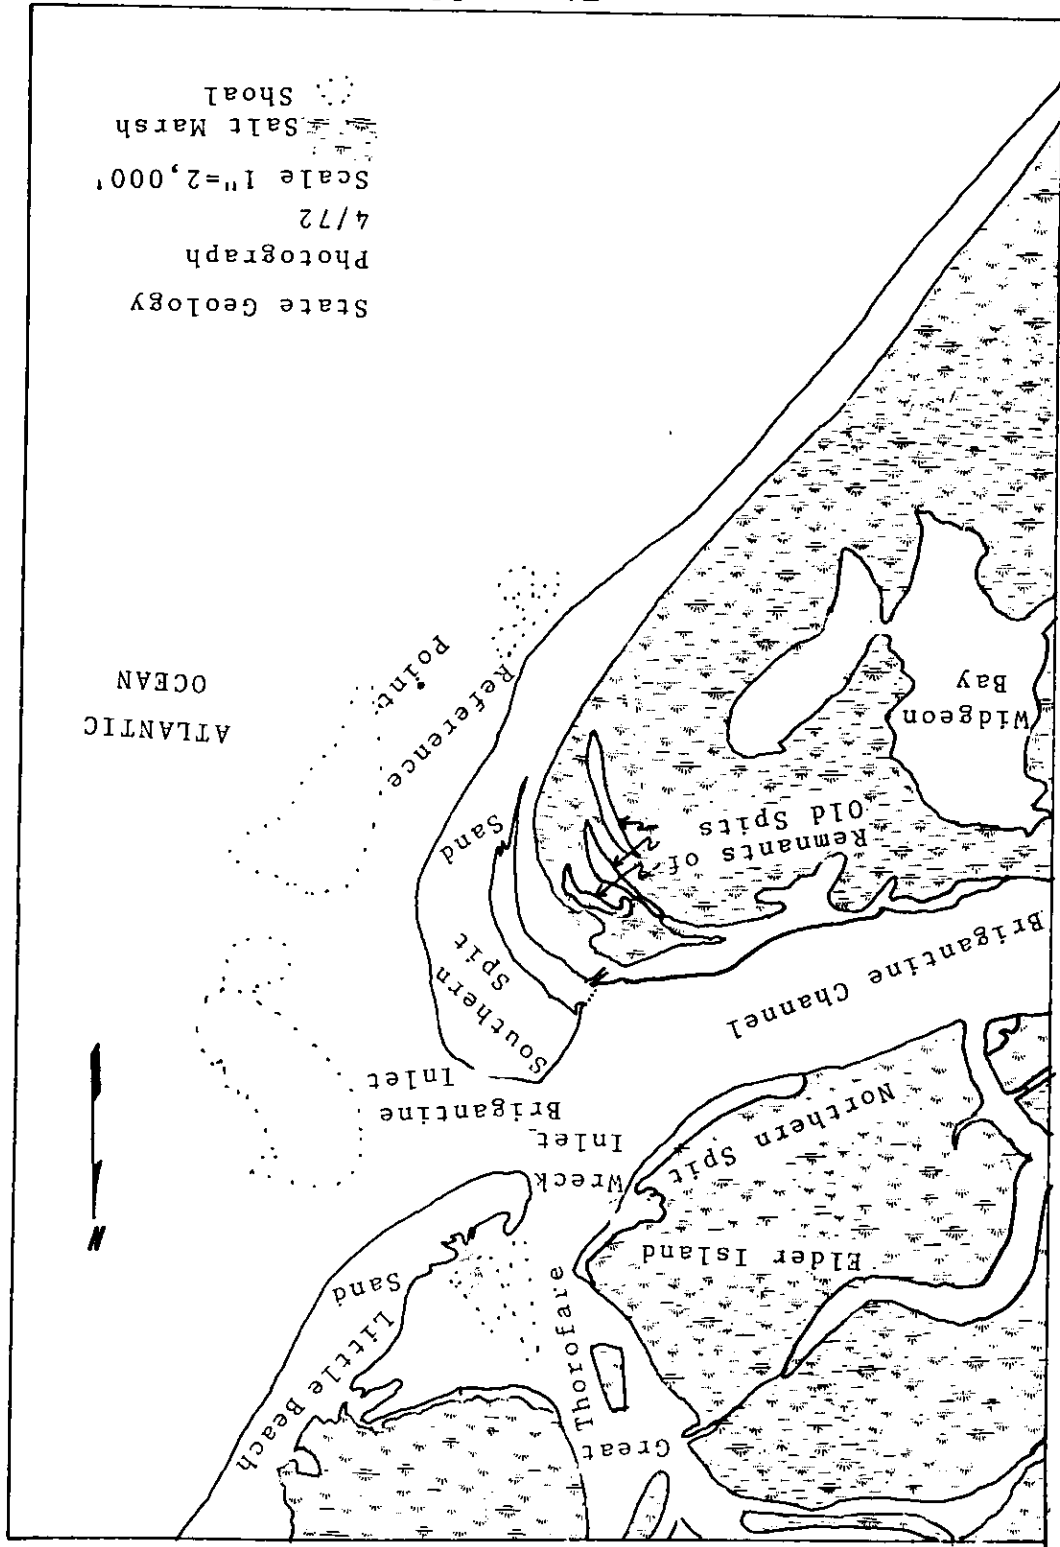 N
Great
Thorofare
Little Beach
Sand
Elder Island
Northern Spit
Wreck
Inlet
Brigantine
Inlet
Brigantine Channel
Southern
Spit
Sand
Remnants of
Old Spits
Widgeon
Bay
Reference
Point
ATLANTIC
OCEAN
State Geology
Photograph
4/72
Scale 1"=2,000'
Salt Marsh
Shoal